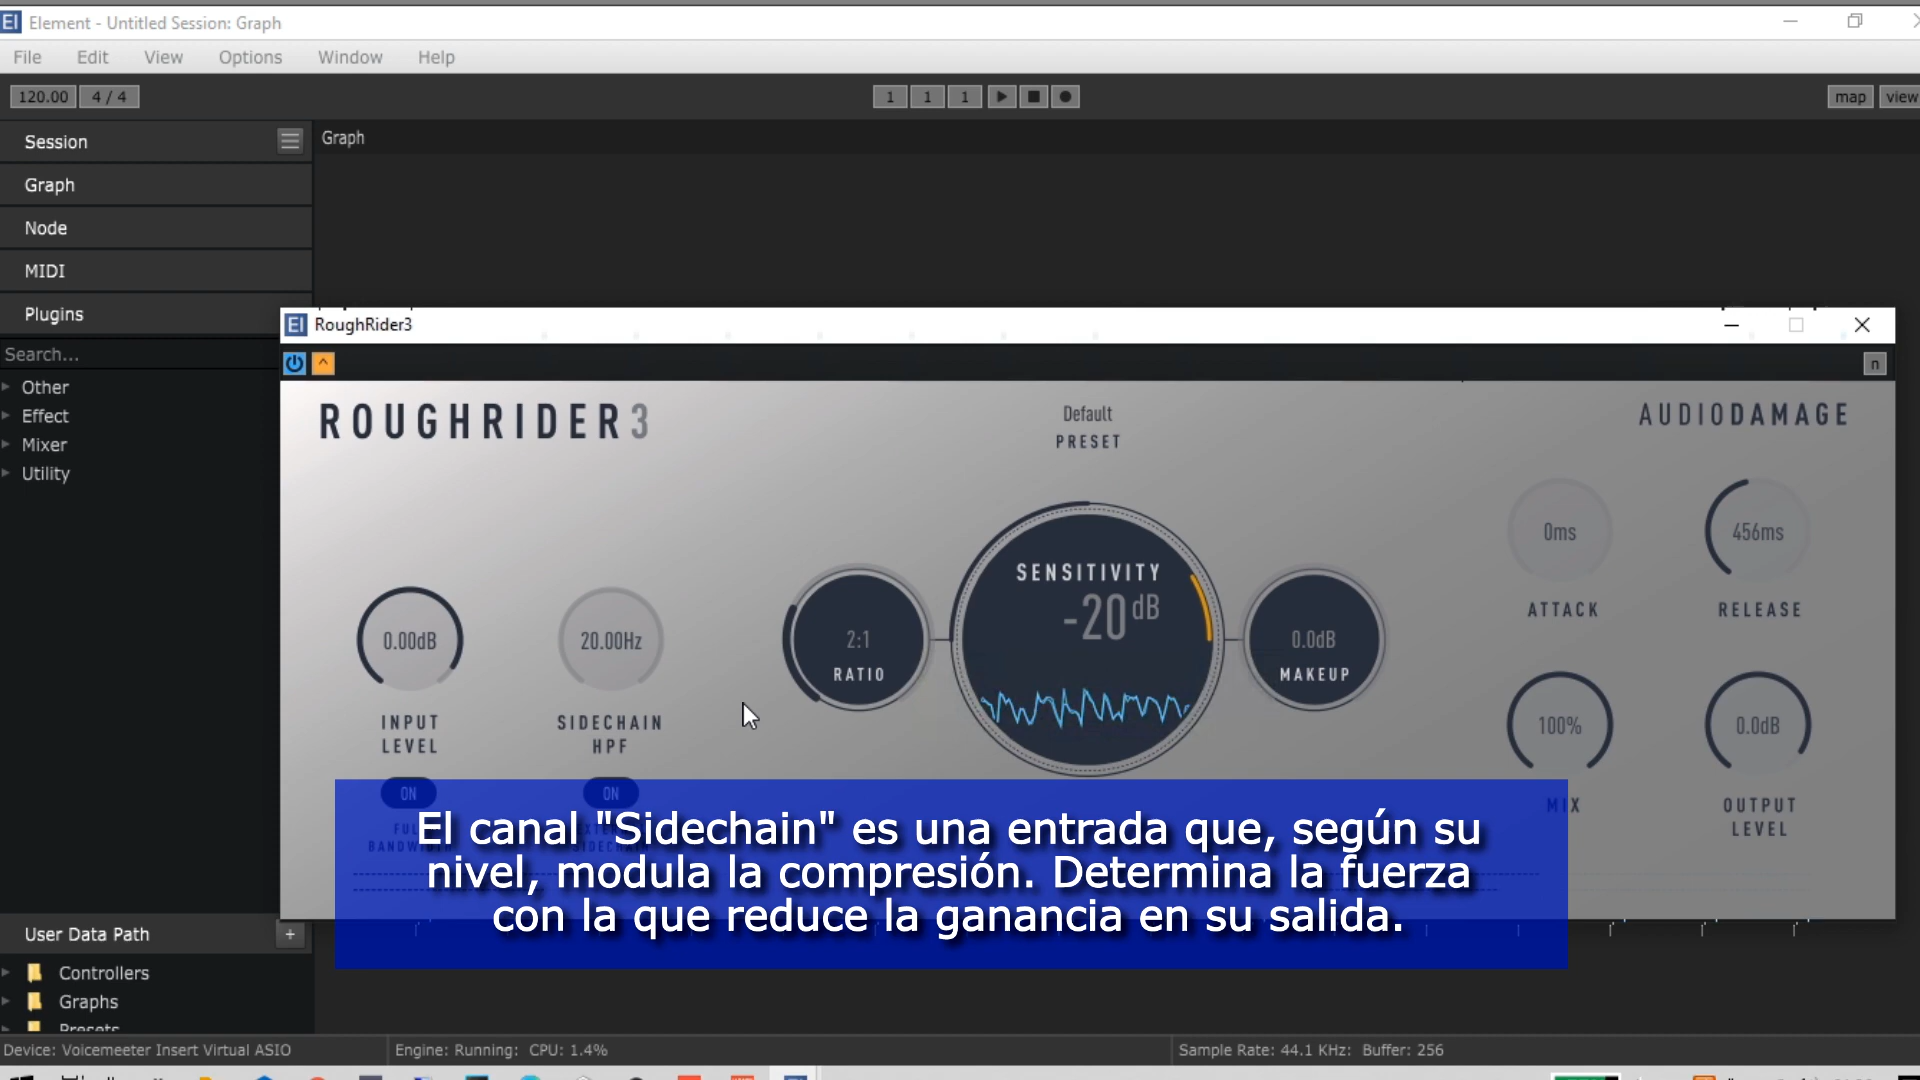 Element - Untitled Session: Graph
File Edit View Options Window Help
120.00 4 / 4 1 1 1 map view
Session
Graph
Graph
Node
MIDI
Plugins
Search...
Other
Effect
Mixer
Utility
RoughRider3
n
ROUGHRIDER3
Default
PRESET
AUDIODAMAGE
0.00dB
INPUT
LEVEL
20.00Hz
SIDECHAIN
HPF
2:1
RATIO
SENSITIVITY
-20 dB
0.0dB
MAKEUP
0ms
ATTACK
456ms
RELEASE
100%
MIX
0.0dB
OUTPUT
LEVEL
ON
ON
El canal "Sidechain" es una entrada que, según su
nivel, modula la compresión. Determina la fuerza
con la que reduce la ganancia en su salida.
User Data Path +
Controllers
Graphs
Presets
Device: Voicemeeter Insert Virtual ASIO
Engine: Running: CPU: 1.4%
Sample Rate: 44.1 KHz: Buffer: 256